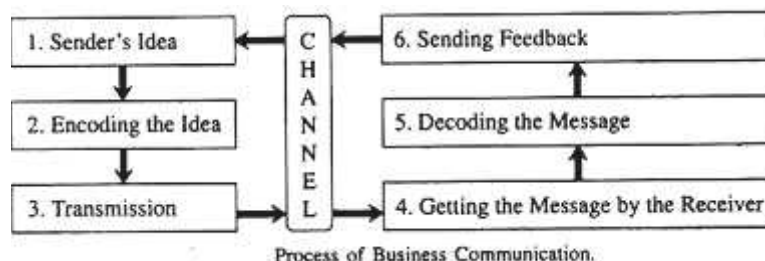 1. Sender's Idea
2. Encoding the Idea
3. Transmission
CHANNEL
6. Sending Feedback
5. Decoding the Message
4. Getting the Message by the Receiver
Process of Business Communication.